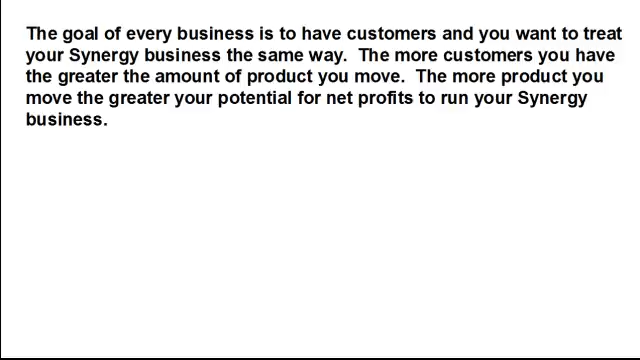 The goal of every business is to have customers and you want to treat
your Synergy business the same way.  The more customers you have
the greater the amount of product you move.  The more product you
move the greater your potential for net profits to run your Synergy
business.